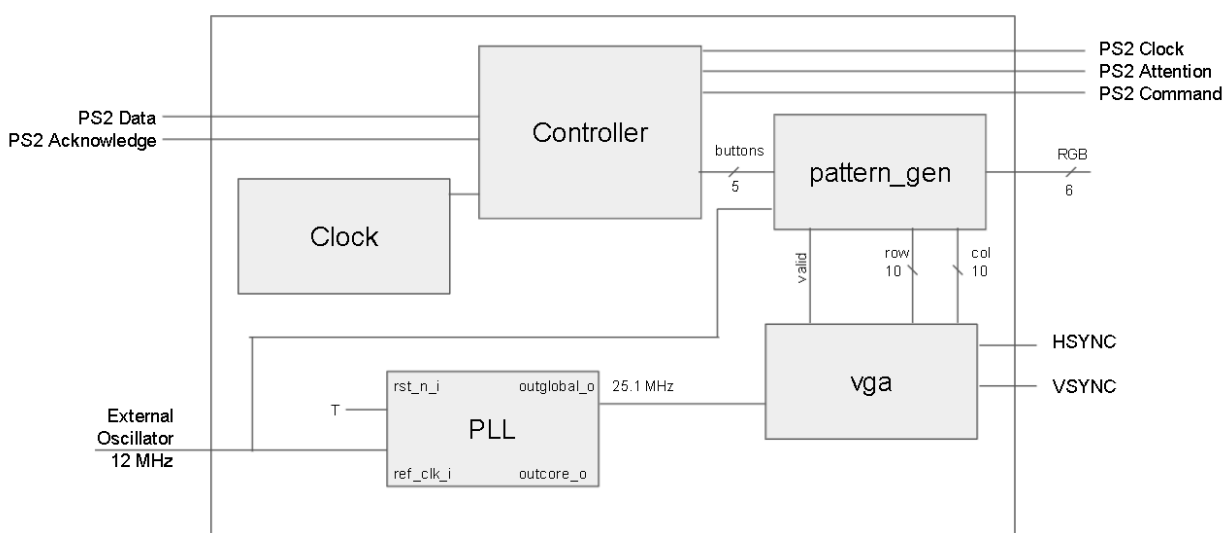 PS2 Clock
PS2 Attention
PS2 Command
PS2 Data
PS2 Acknowledge
Controller
buttons
5
pattern_gen
RGB
6
Clock
valid
row
10
col
10
HSYNC
VSYNC
vga
rst_n_i
outglobal_o
25.1 MHz
T
PLL
ref_clk_i
outcore_o
External
Oscillator
12 MHz